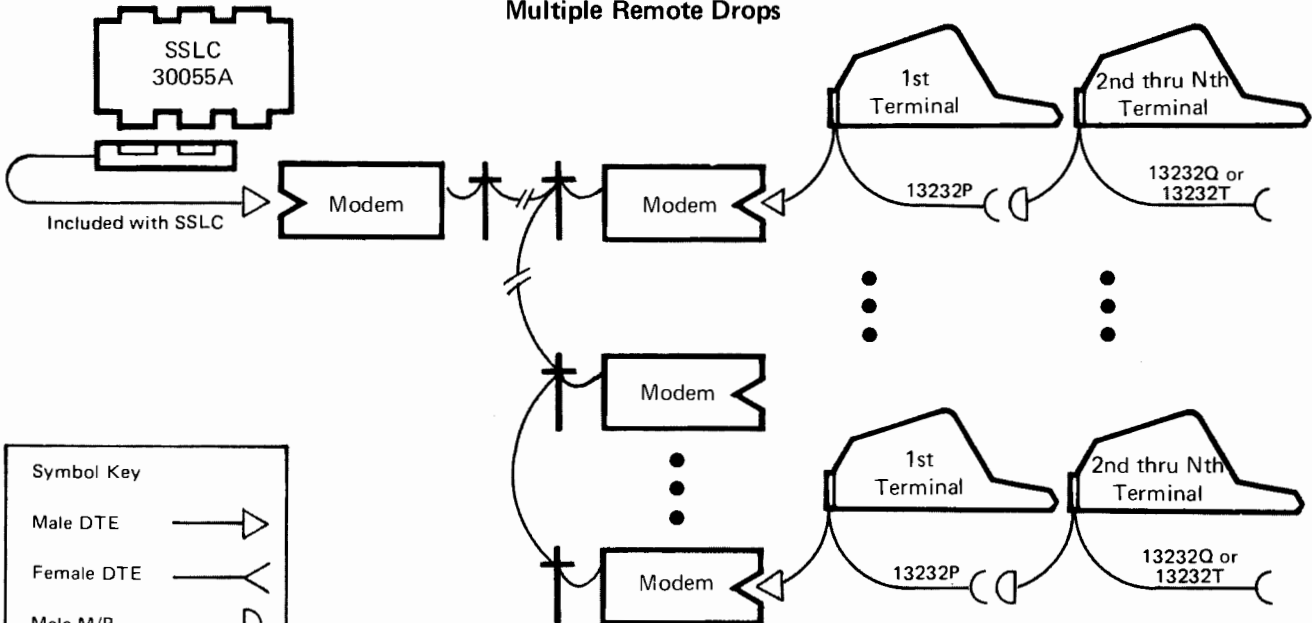 Multiple Remote Drops
SSLC
30055A
1st
Terminal
2nd thru Nth
Terminal
Included with SSLC
Modem
Modem
13232P
13232Q or
13232T
Modem
1st
Terminal
2nd thru Nth
Terminal
Modem
13232P
13232Q or
13232T
Symbol Key
Male DTE
Female DTE
Male M/P